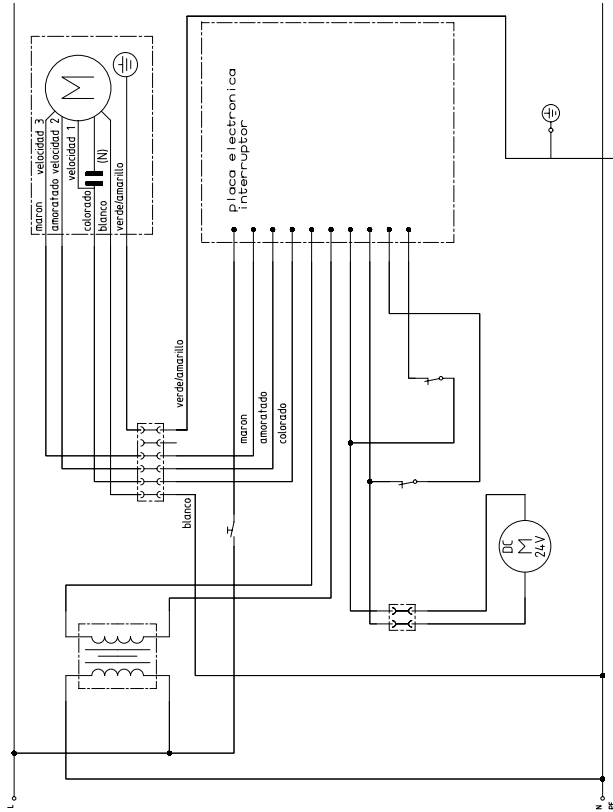 M
maron velocidad 3
amoratado velocidad 2
velocidad 1
colorado
(N)
blanco
verde/amarillo
placa electronica
interruptor
verde/amarillo
maron
amoratado
colorado
blanco
DC
M
24V
L
N